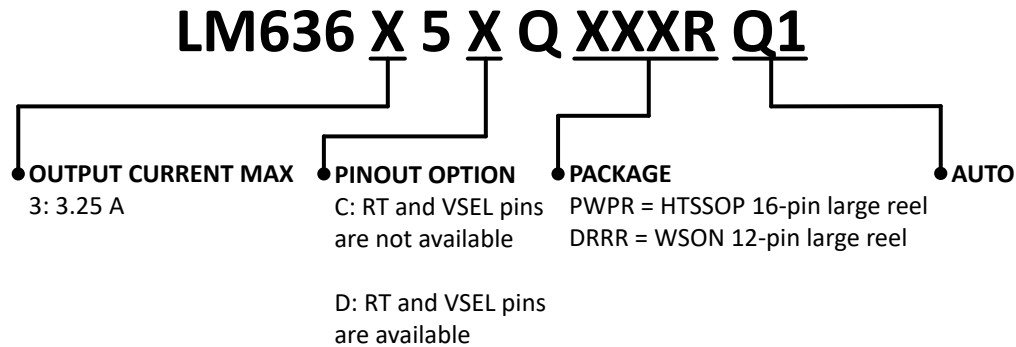 LM636 X 5 X Q XXXR Q1
OUTPUT CURRENT MAX
3: 3.25 A
PINOUT OPTION
C: RT and VSEL pins
are not available
D: RT and VSEL pins
are available
PACKAGE
PWPR = HTSSOP 16-pin large reel
DRRR = WSON 12-pin large reel
AUTO